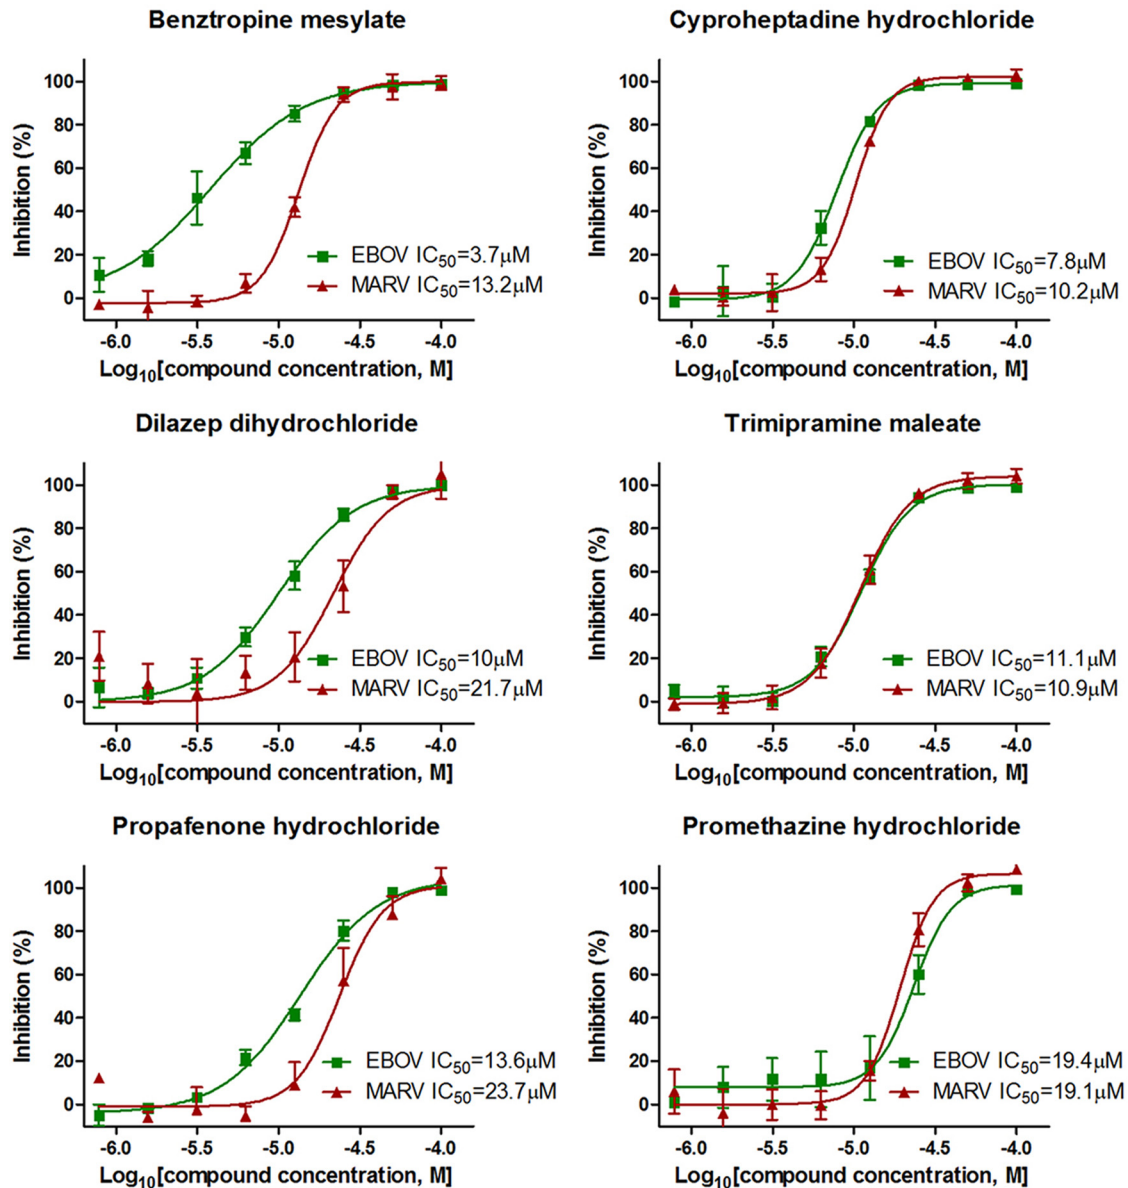 Benztropine mesylate
Inhibition (%)
100
80
60
40
20
0
EBOV IC50=3.7μM
MARV IC50=13.2μM
-6.0 -5.5 -5.0 -4.5 -4.0
Log10[compound concentration, M]
Cyproheptadine hydrochloride
Inhibition (%)
100
80
60
40
20
0
EBOV IC50=7.8μM
MARV IC50=10.2μM
-6.0 -5.5 -5.0 -4.5 -4.0
Log10[compound concentration, M]
Dilazep dihydrochloride
Inhibition (%)
100
80
60
40
20
0
EBOV IC50=10μM
MARV IC50=21.7μM
-6.0 -5.5 -5.0 -4.5 -4.0
Log10[compound concentration, M]
Trimipramine maleate
Inhibition (%)
100
80
60
40
20
0
EBOV IC50=11.1μM
MARV IC50=10.9μM
-6.0 -5.5 -5.0 -4.5 -4.0
Log10[compound concentration, M]
Propafenone hydrochloride
Inhibition (%)
100
80
60
40
20
0
EBOV IC50=13.6μM
MARV IC50=23.7μM
-6.0 -5.5 -5.0 -4.5 -4.0
Log10[compound concentration, M]
Promethazine hydrochloride
Inhibition (%)
100
80
60
40
20
0
EBOV IC50=19.4μM
MARV IC50=19.1μM
-6.0 -5.5 -5.0 -4.5 -4.0
Log10[compound concentration, M]